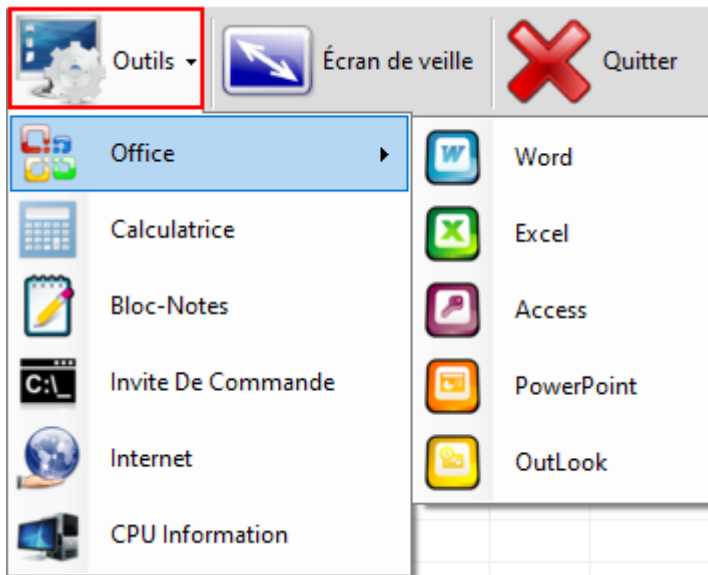 Outils
Écran de veille
Quitter
Office
Calculatrice
Bloc-Notes
C:\_
Invite De Commande
Internet
CPU Information
W
Word
X
Excel
Access
PowerPoint
OutLook